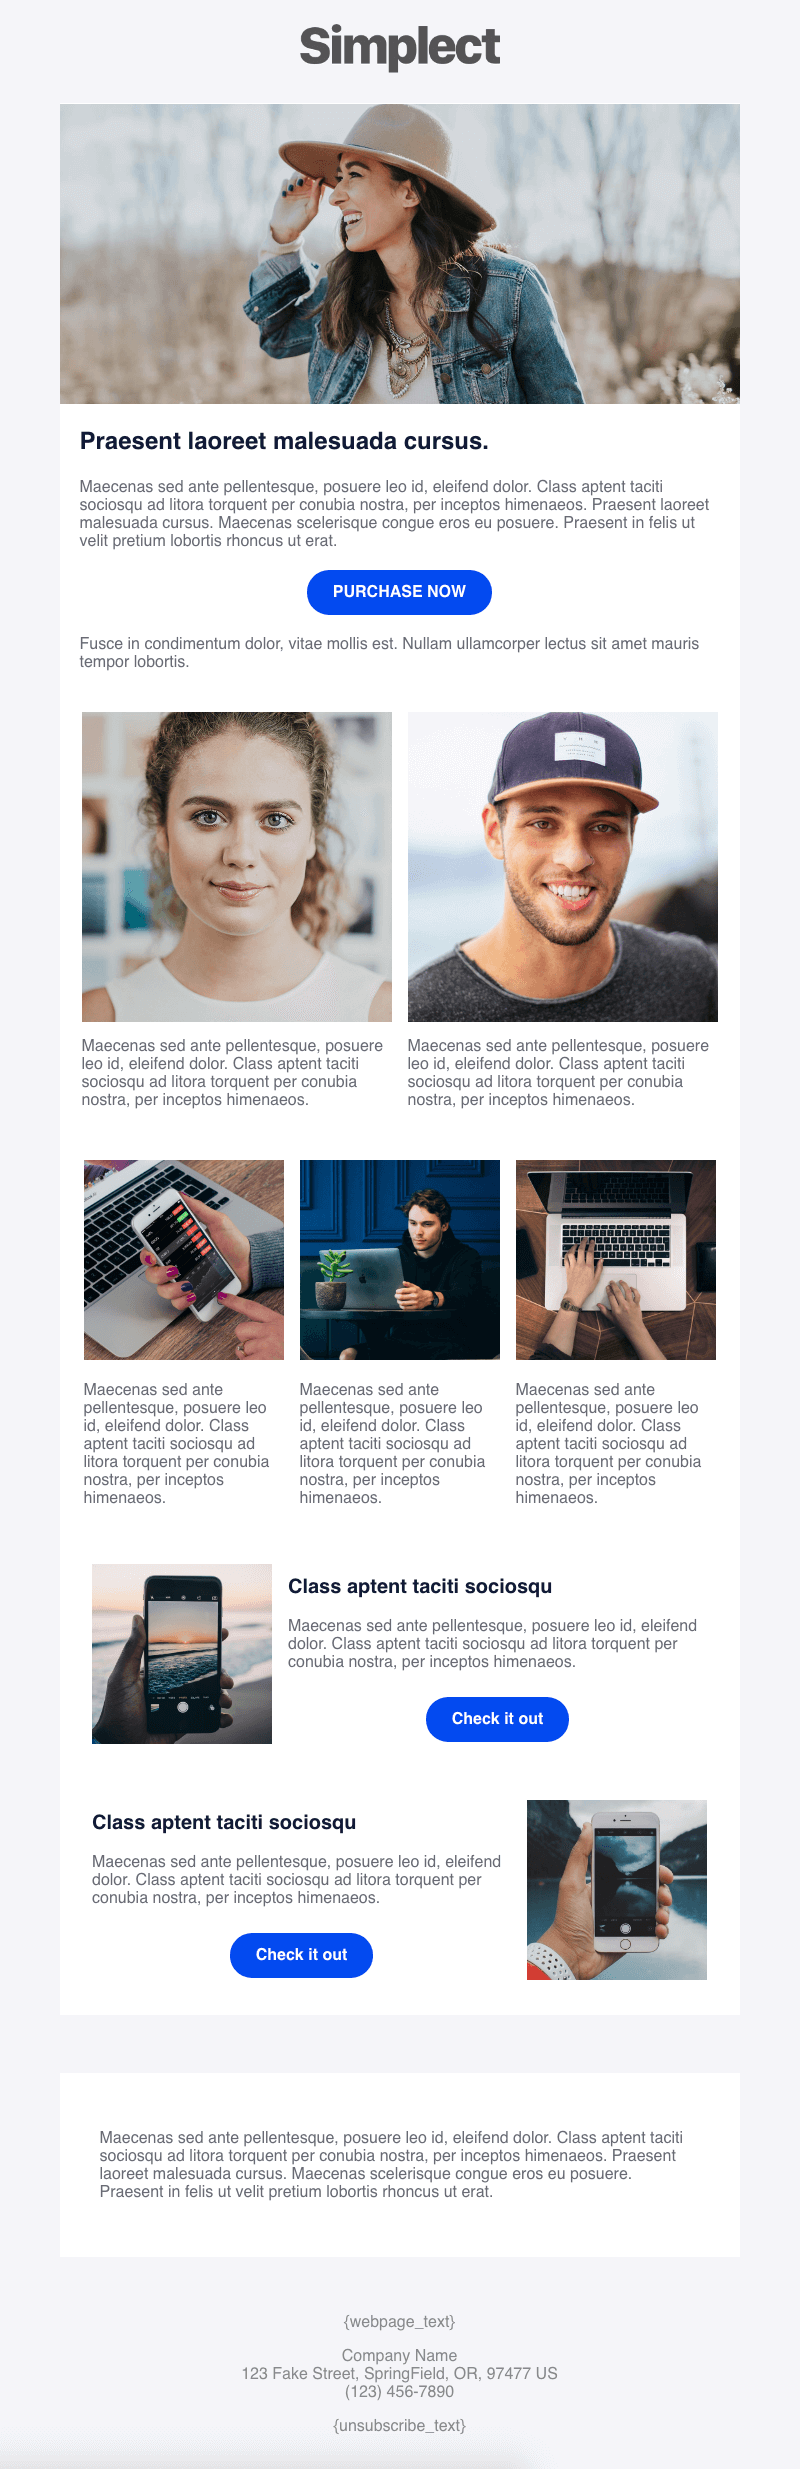 Simplect
Praesent laoreet malesuada cursus.
Maecenas sed ante pellentesque, posuere leo id, eleifend dolor. Class aptent taciti
sociosqu ad litora torquent per conubia nostra, per inceptos himenaeos. Praesent laoreet
malesuada cursus. Maecenas scelerisque congue eros eu posuere. Praesent in felis ut
velit pretium lobortis rhoncus ut erat.
PURCHASE NOW
Fusce in condimentum dolor, vitae mollis est. Nullam ullamcorper lectus sit amet mauris
tempor lobortis.
Maecenas sed ante pellentesque, posuere
leo id, eleifend dolor. Class aptent taciti
sociosqu ad litora torquent per conubia
nostra, per inceptos himenaeos.
Maecenas sed ante pellentesque, posuere
leo id, eleifend dolor. Class aptent taciti
sociosqu ad litora torquent per conubia
nostra, per inceptos himenaeos.
Maecenas sed ante
pellentesque, posuere leo
id, eleifend dolor. Class
aptent taciti sociosqu ad
litora torquent per conubia
nostra, per inceptos
himenaeos.
Maecenas sed ante
pellentesque, posuere leo
id, eleifend dolor. Class
aptent taciti sociosqu ad
litora torquent per conubia
nostra, per inceptos
himenaeos.
Maecenas sed ante
pellentesque, posuere leo
id, eleifend dolor. Class
aptent taciti sociosqu ad
litora torquent per conubia
nostra, per inceptos
himenaeos.
Class aptent taciti sociosqu
Maecenas sed ante pellentesque, posuere leo id, eleifend
dolor. Class aptent taciti sociosqu ad litora torquent per
conubia nostra, per inceptos himenaeos.
Check it out
Class aptent taciti sociosqu
Maecenas sed ante pellentesque, posuere leo id, eleifend
dolor. Class aptent taciti sociosqu ad litora torquent per
conubia nostra, per inceptos himenaeos.
Check it out
Maecenas sed ante pellentesque, posuere leo id, eleifend dolor. Class aptent taciti
sociosqu ad litora torquent per conubia nostra, per inceptos himenaeos. Praesent
laoreet malesuada cursus. Maecenas scelerisque congue eros eu posuere.
Praesent in felis ut velit pretium lobortis rhoncus ut erat.
{webpage_text}
Company Name
123 Fake Street, SpringField, OR, 97477 US
(123) 456-7890
{unsubscribe_text}